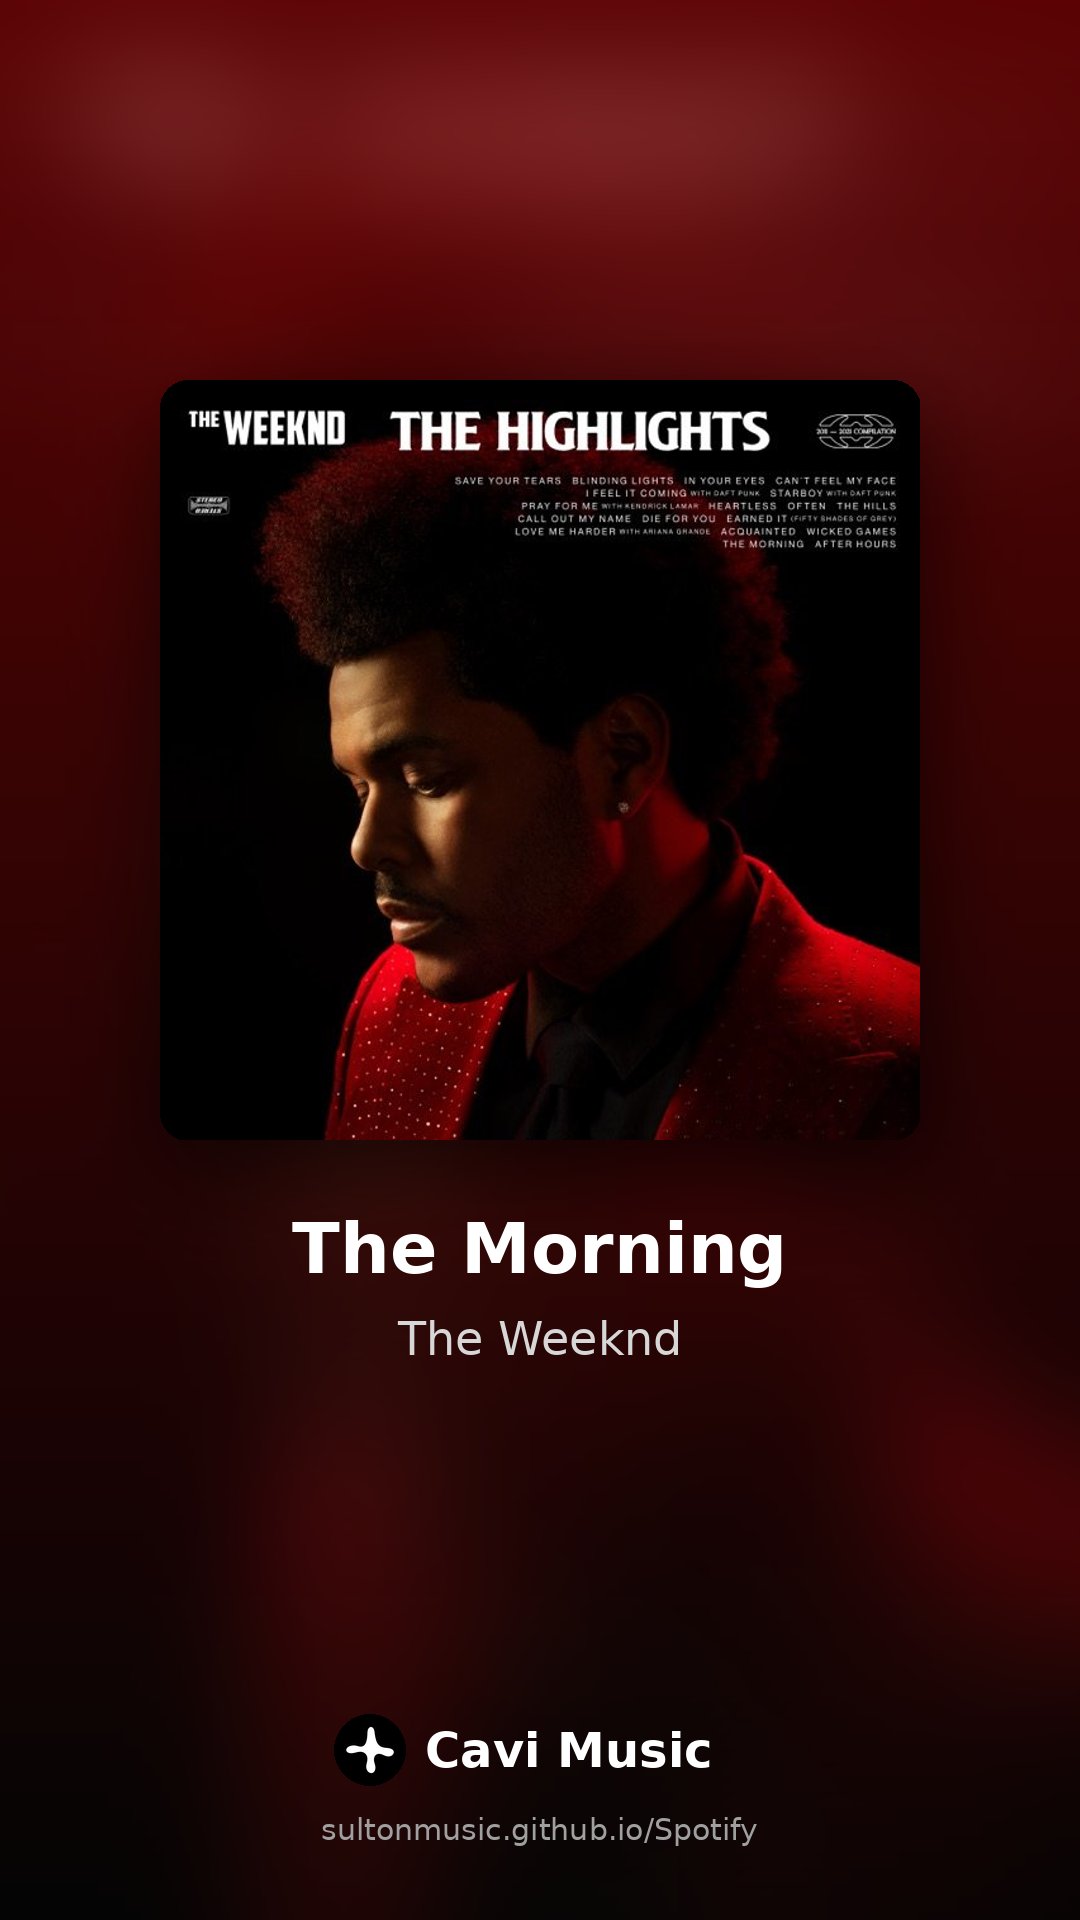 THE WEEKND THE HIGHLIGHTS 2011 — 2021 COMPILATION
SAVE YOUR TEARS BLINDING LIGHTS IN YOUR EYES CAN'T FEEL MY FACE
I FEEL IT COMING WITH DAFT PUNK STARBOY WITH DAFT PUNK
STEREO
PRAY FOR ME WITH KENDRICK LAMAR HEARTLESS OFTEN THE HILLS
CALL OUT MY NAME DIE FOR YOU EARNED IT (FIFTY SHADES OF GREY)
LOVE ME HARDER WITH ARIANA GRANDE ACQUAINTED WICKED GAMES
THE MORNING AFTER HOURS
The Morning
The Weeknd
Cavi Music
sultonmusic.github.io/Spotify